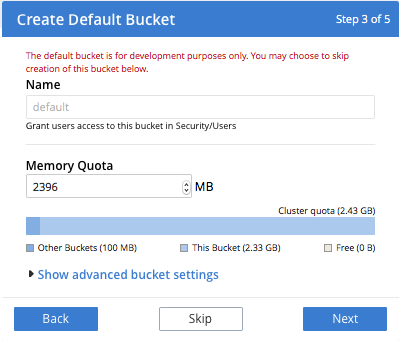 Create Default Bucket Step 3 of 5
The default bucket is for development purposes only. You may choose to skip
creation of this bucket below.
Name
default
Grant users access to this bucket in Security/Users
Memory Quota
2396 MB
Cluster quota (2.43 GB)
Other Buckets (100 MB) This Bucket (2.33 GB) Free (0 B)
Show advanced bucket settings
Back Skip Next